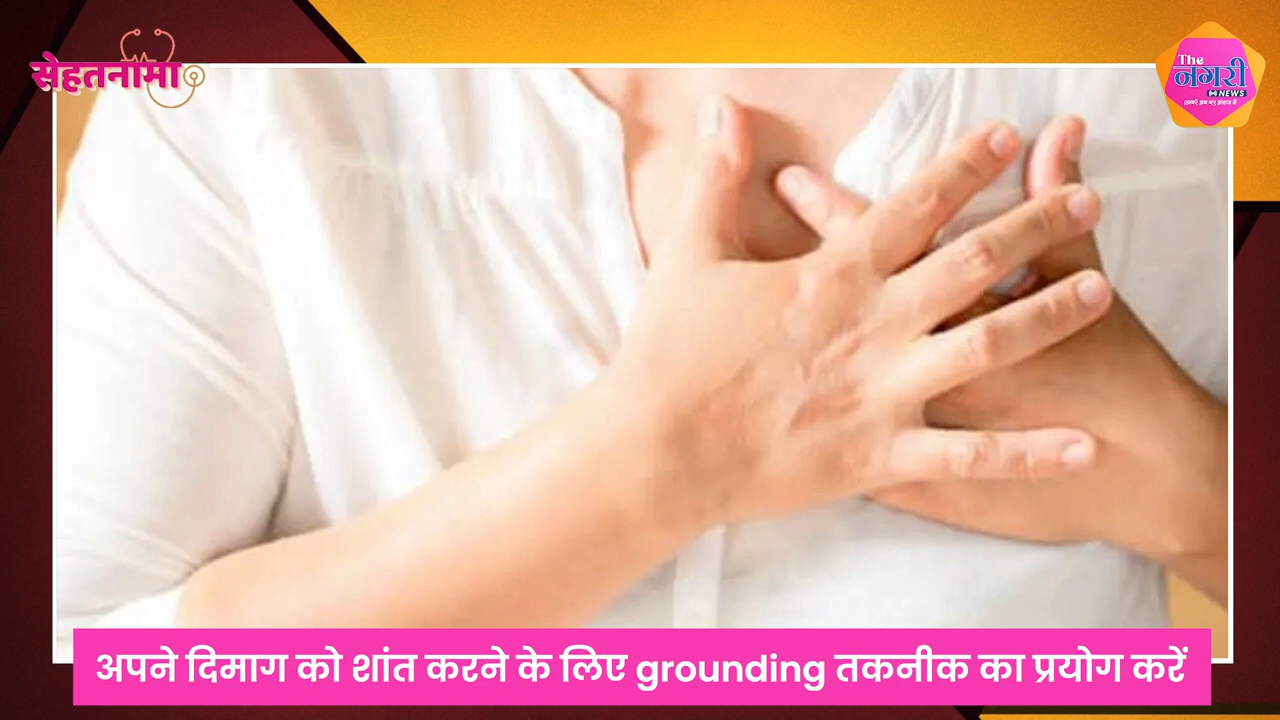 सेहतनामा
The
नगरी
NEWS
अपने दिमाग को शांत करने के लिए grounding तकनीक का प्रयोग करें